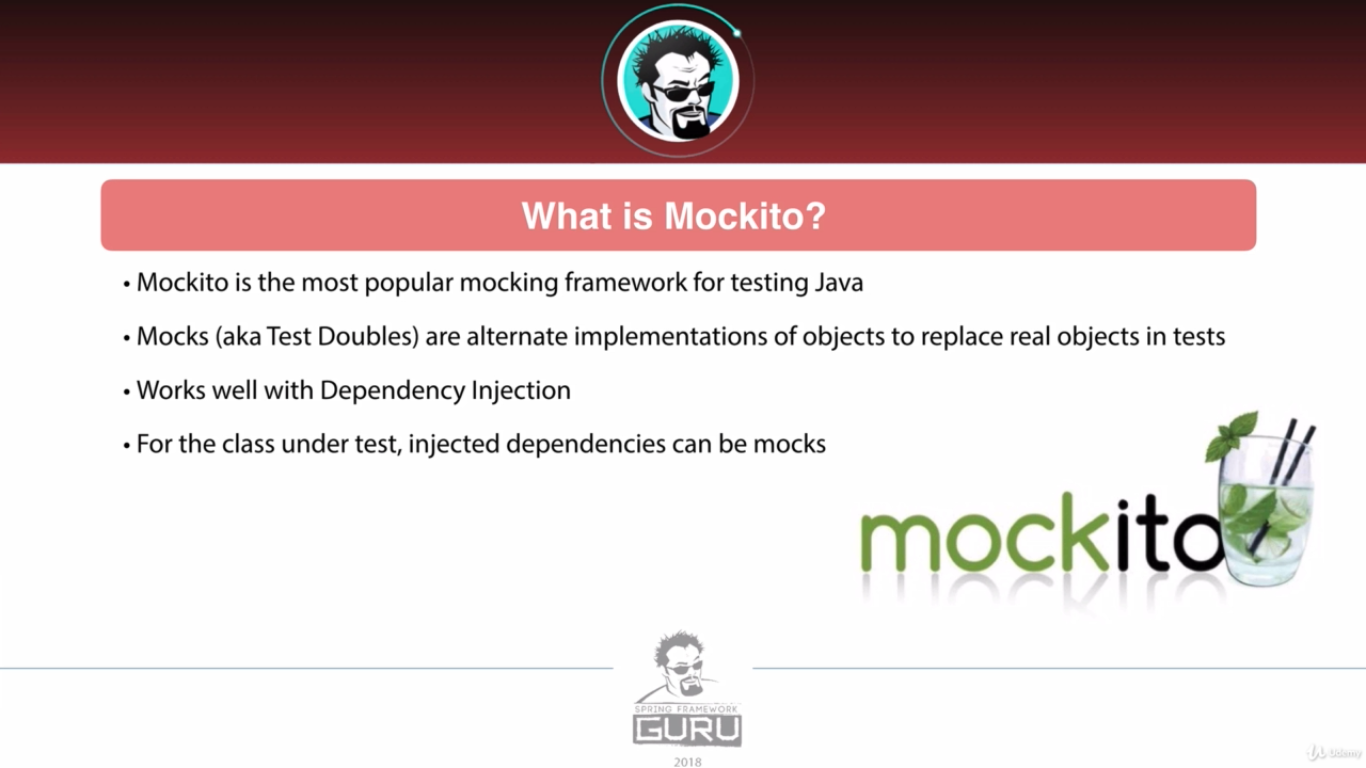 What is Mockito?
• Mockito is the most popular mocking framework for testing Java
• Mocks (aka Test Doubles) are alternate implementations of objects to replace real objects in tests
• Works well with Dependency Injection
• For the class under test, injected dependencies can be mocks
mockito
SPRING FRAMEWORK
GURU
2018
Udemy